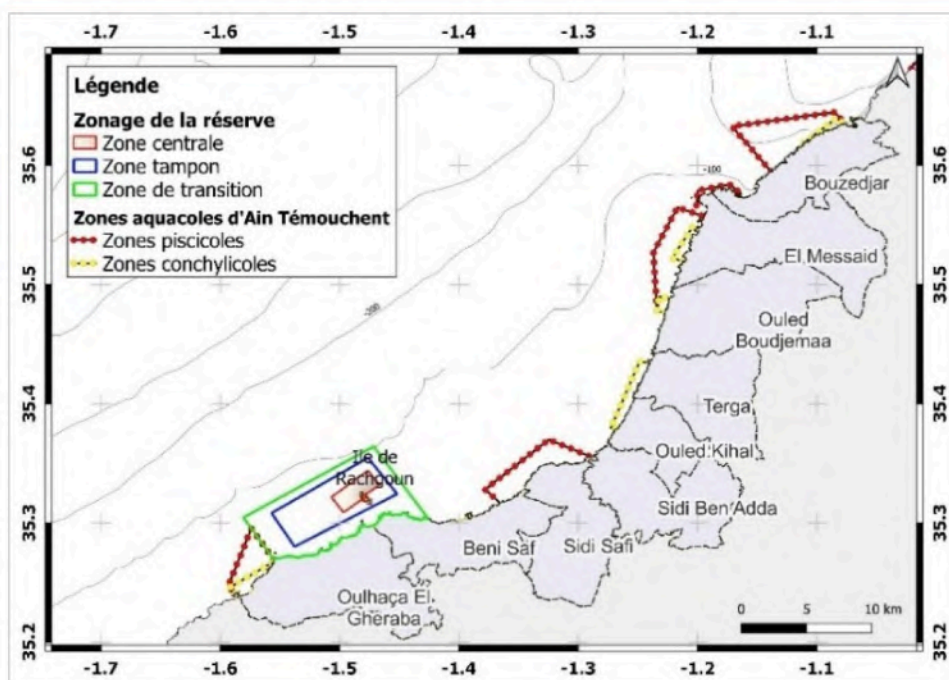 -1.7 -1.6 -1.5 -1.4 -1.3 -1.2 -1.1
Légende
Zonage de la réserve
Zone centrale
Zone tampon
Zone de transition
Zones aquacoles d'Ain Témouchent
Zones piscicoles
Zones conchylicoles
35.6
35.6
-100
Bouzedjar
El Messaid
35.5
35.5
-200
Ouled
Boudjemaa
35.4
35.4
Terga
Ouled Kihal
Ile de
Rachgoun
Sidi Ben Adda
35.3
35.3
Beni Saf
Sidi Safi
Oulhaça El
Gheraba
0 5 10 km
35.2
35.2
-1.7 -1.6 -1.5 -1.4 -1.3 -1.2 -1.1